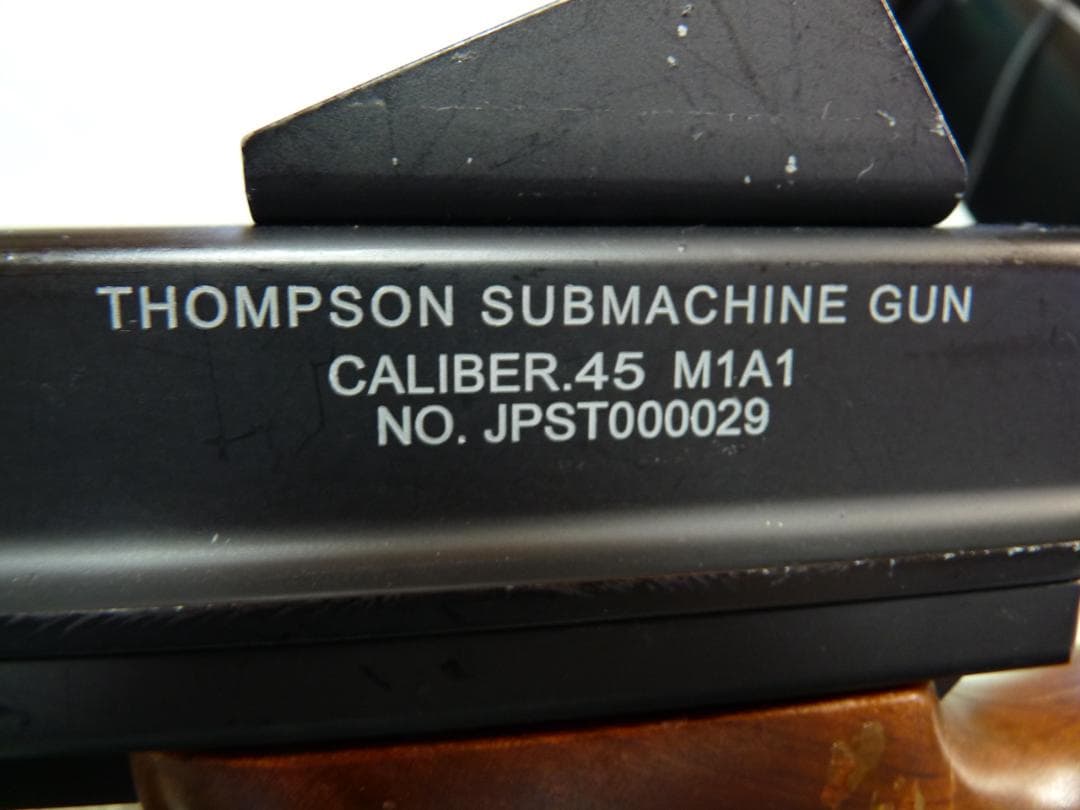 THOMPSON SUBMACHINE GUN
CALIBER.45 M1A1
NO. JPST000029